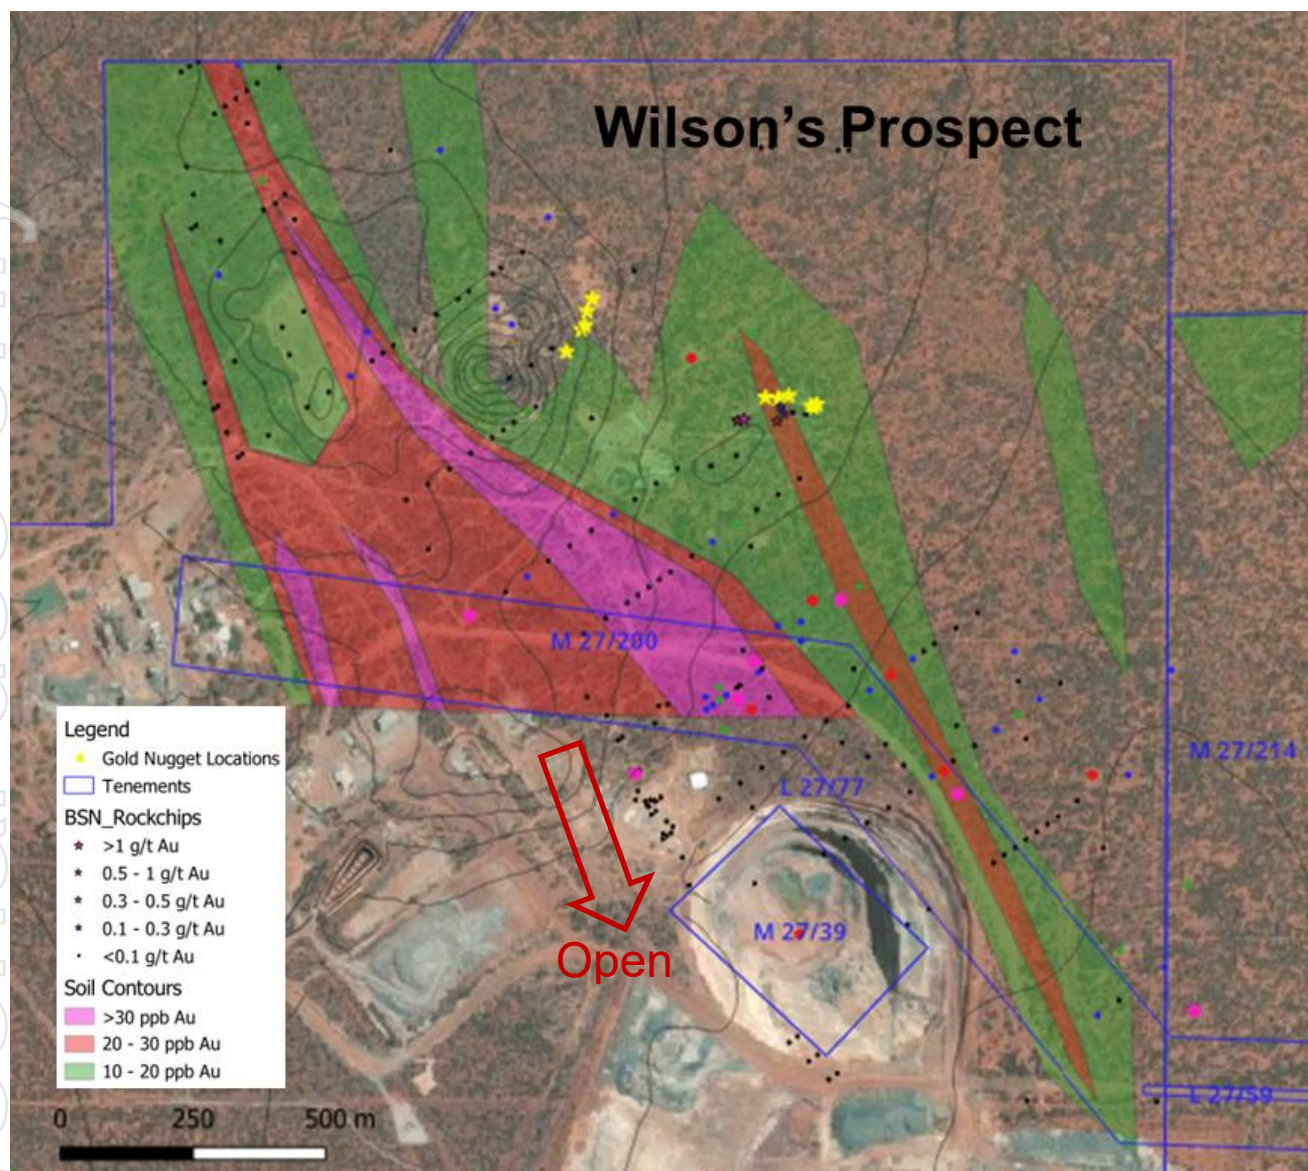 Wilson's Prospect
M 27/200
M 27/214
L 27/77
M 27/39
L 27/59
Open
Legend
Gold Nugget Locations
Tenements
BSN_Rockchips
>1 g/t Au
0.5 - 1 g/t Au
0.3 - 0.5 g/t Au
0.1 - 0.3 g/t Au
<0.1 g/t Au
Soil Contours
>30 ppb Au
20 - 30 ppb Au
10 - 20 ppb Au
0 250 500 m